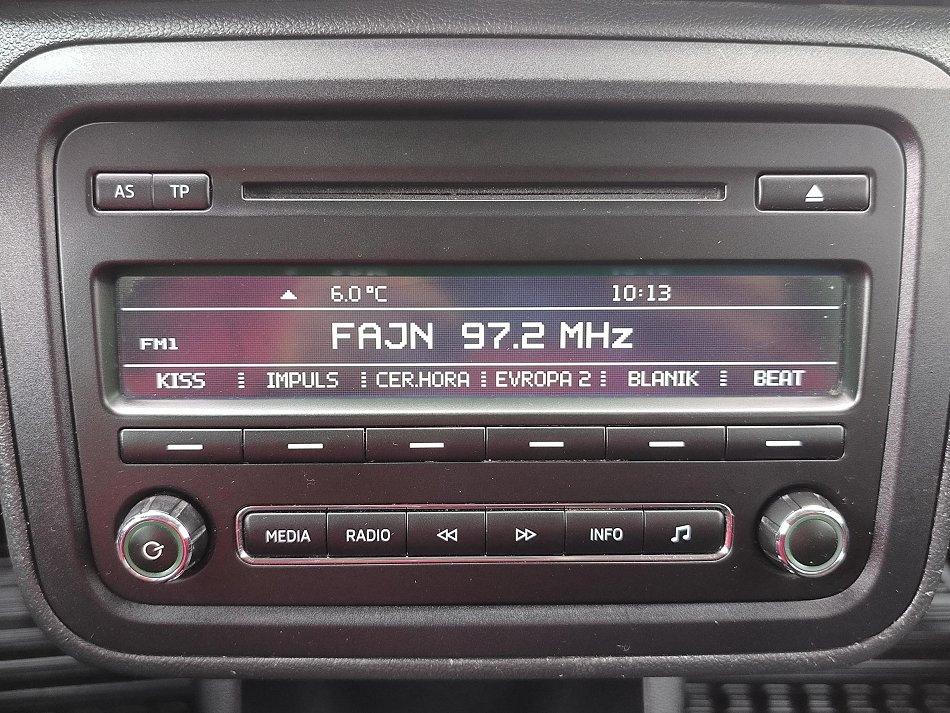 AS TP
6.0°C 10:13
FM1 FAJN 97.2 MHz
KISS IMPULS CER.HORA EVROPA 2 BLANIK BEAT
MEDIA RADIO INFO